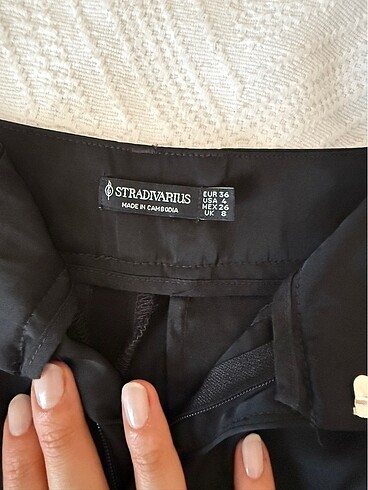 STRADIVARIUS
MADE IN CAMBODIA
EUR 36
USA 4
MEX 26
UK 8